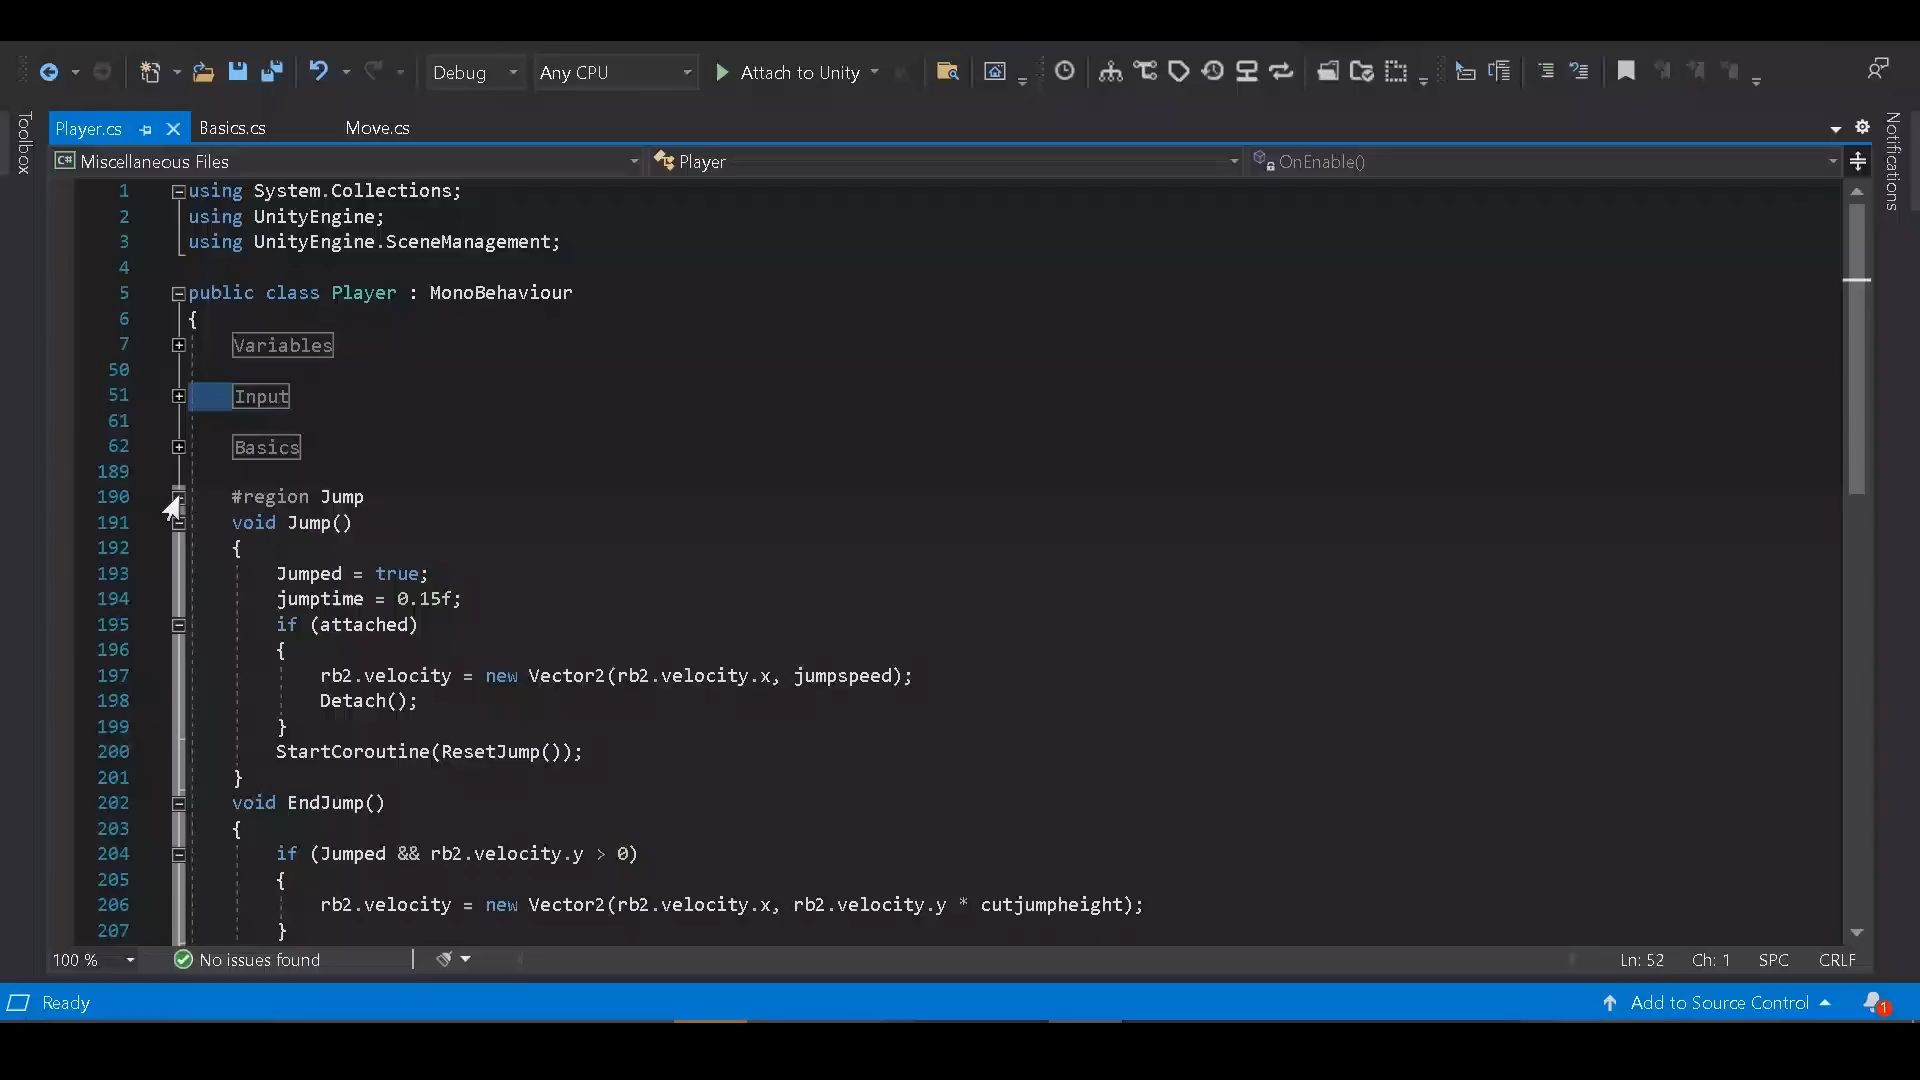 Debug Any CPU Attach to Unity
Toolbox
Player.cs Basics.cs Move.cs
Notifications
C# Miscellaneous Files Player OnEnable()
1 using System.Collections;
2 using UnityEngine;
3 using UnityEngine.SceneManagement;
4
5 public class Player : MonoBehaviour
6 {
7 Variables
50
51 Input
61
62 Basics
189
190 #region Jump
191 void Jump()
192 {
193 Jumped = true;
194 jumptime = 0.15f;
195 if (attached)
196 {
197 rb2.velocity = new Vector2(rb2.velocity.x, jumpspeed);
198 Detach();
199 }
200 StartCoroutine(ResetJump());
201 }
202 void EndJump()
203 {
204 if (Jumped && rb2.velocity.y > 0)
205 {
206 rb2.velocity = new Vector2(rb2.velocity.x, rb2.velocity.y * cutjumpheight);
207 }
100 % No issues found Ln: 52 Ch: 1 SPC CRLF
Ready Add to Source Control 1